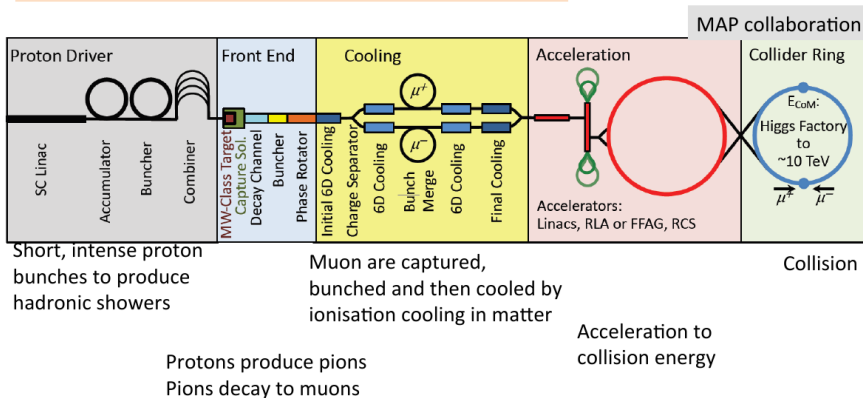 MAP collaboration
Proton Driver
Front End
Cooling
Acceleration
Collider Ring
SC Linac
Accumulator
Buncher
Combiner
MW-Class Target
Capture Sol.
Decay Channel
Buncher
Phase Rotator
Initial 6D Cooling
Charge Separator
6D Cooling
μ+
μ−
Bunch
Merge
6D Cooling
Final Cooling
Accelerators:
Linacs, RLA or FFAG, RCS
ECoM:
Higgs Factory
to
~10 TeV
μ+
μ−
Short, intense proton
bunches to produce
hadronic showers
Muon are captured,
bunched and then cooled by
ionisation cooling in matter
Collision
Acceleration to
collision energy
Protons produce pions
Pions decay to muons